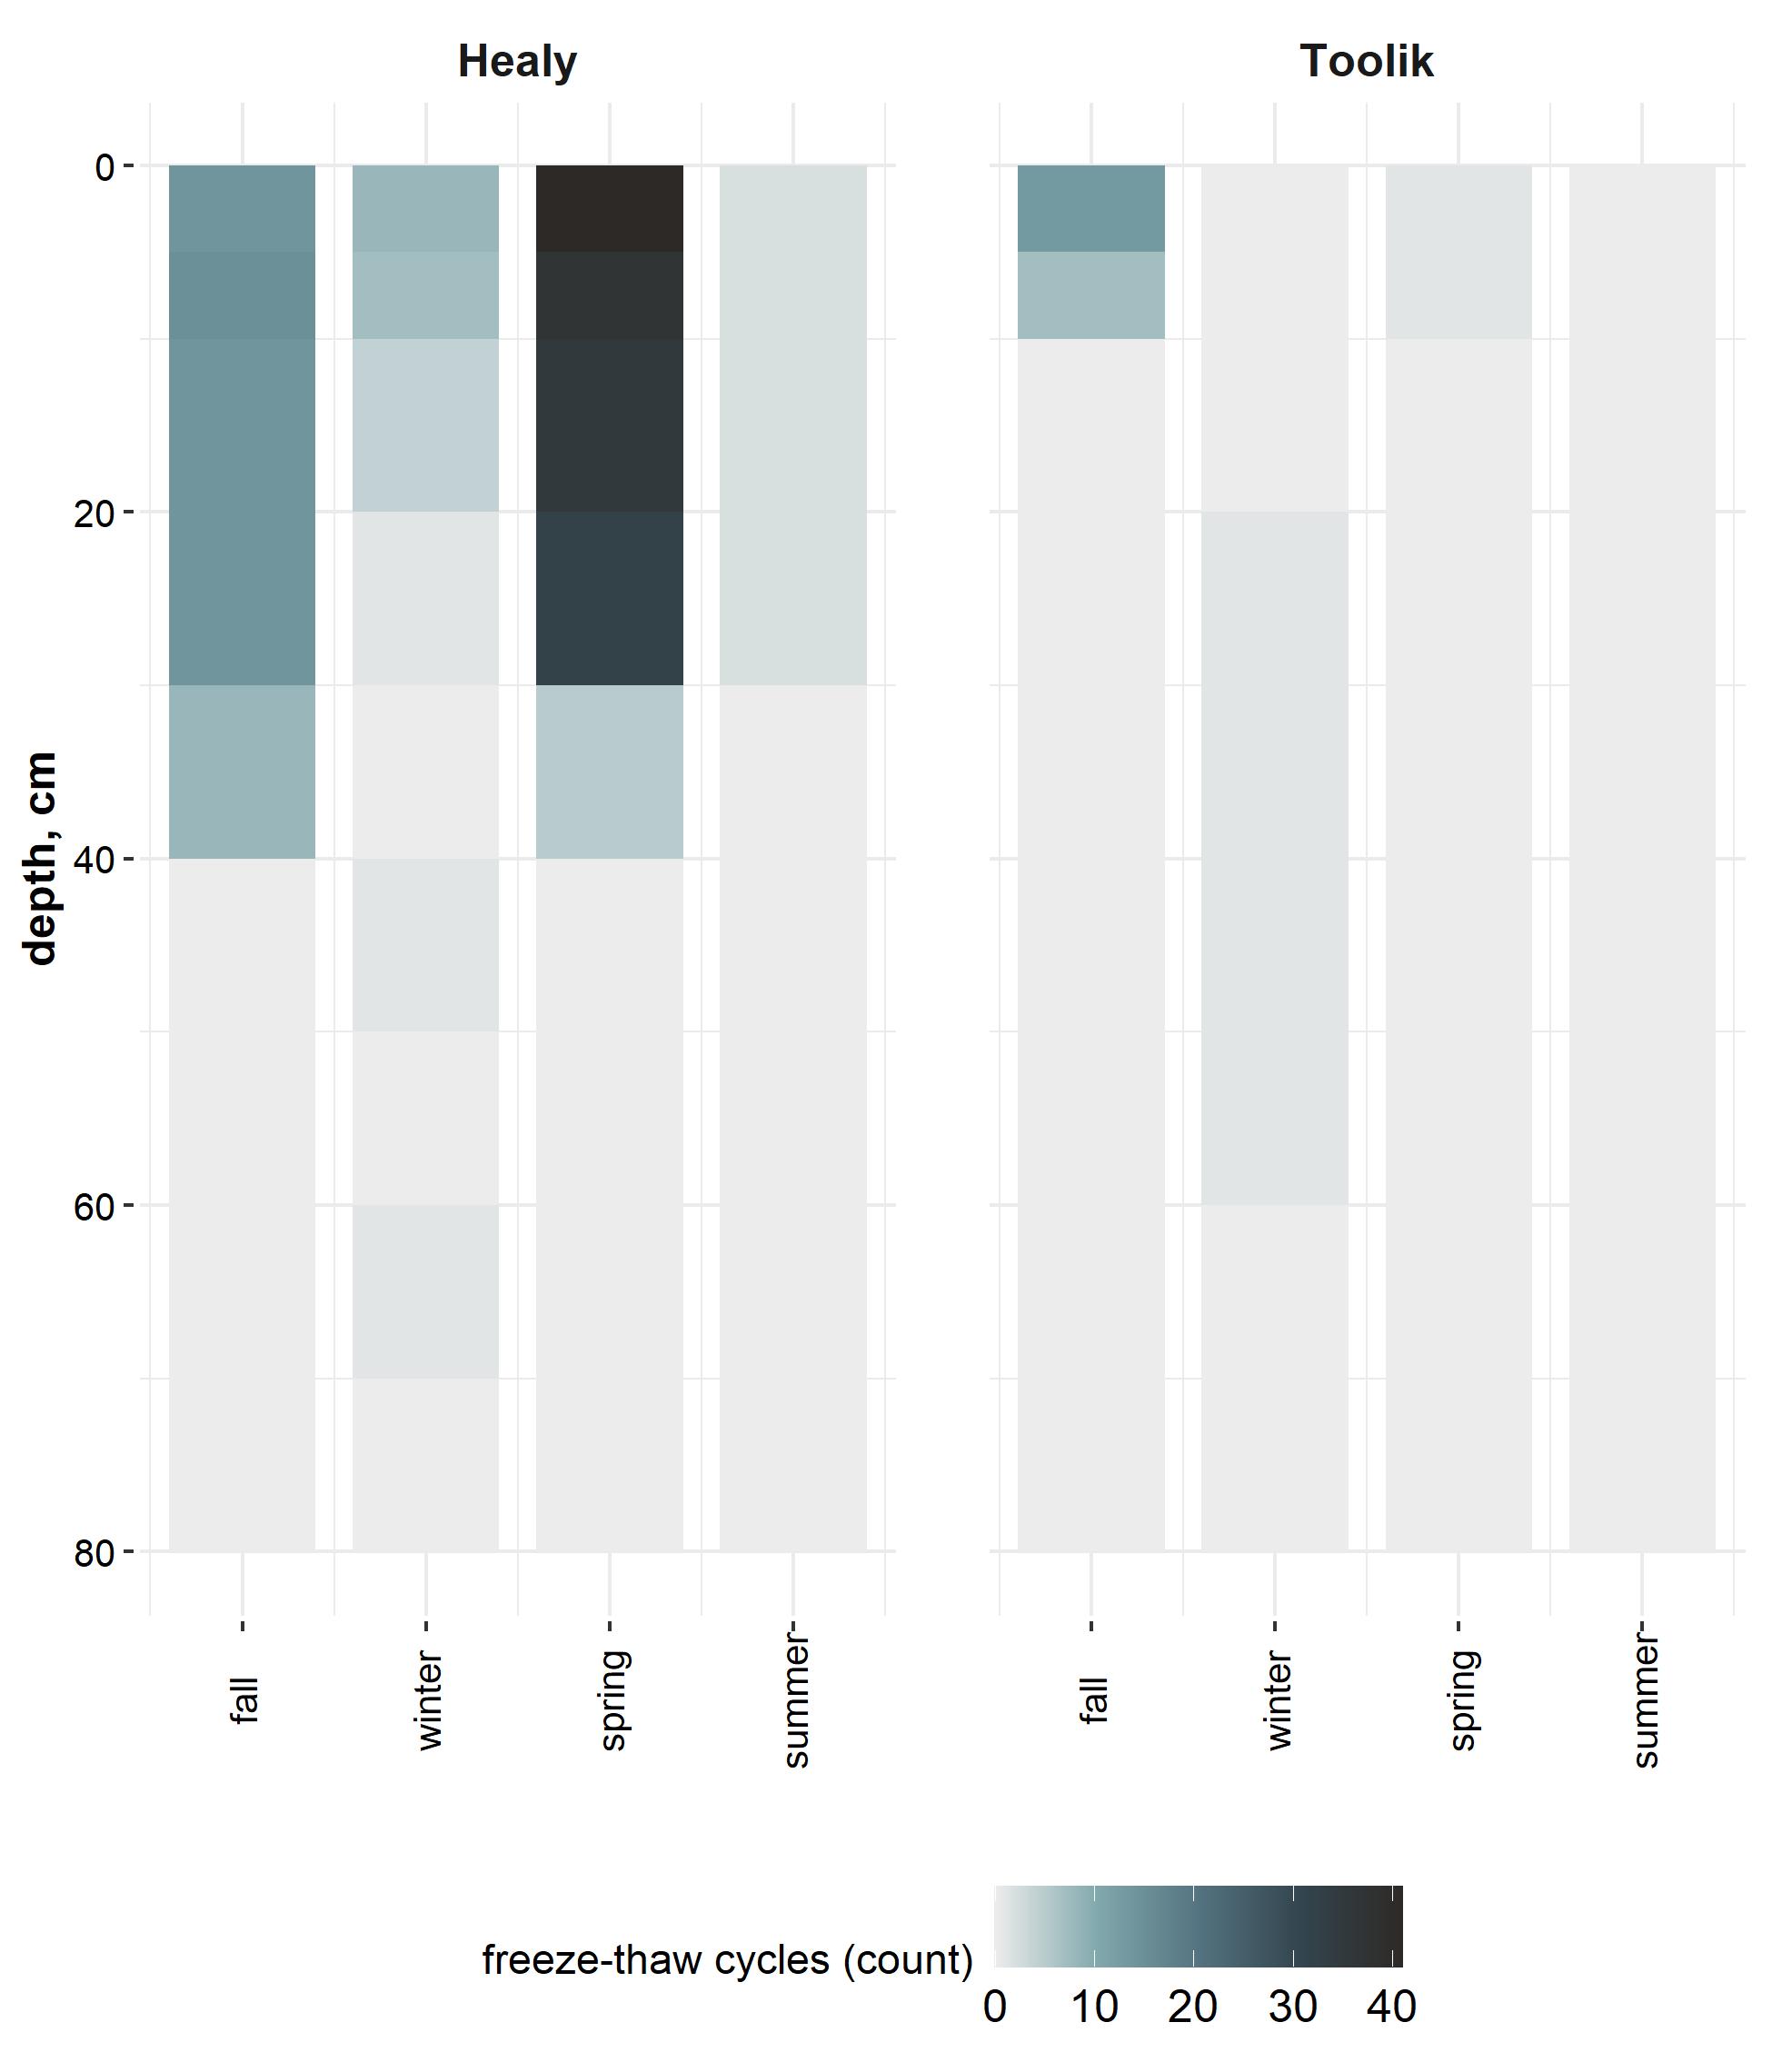 Healy
Toolik
0
20
40
60
80
depth, cm
fall
winter
spring
summer
fall
winter
spring
summer
freeze-thaw cycles (count)
0 10 20 30 40